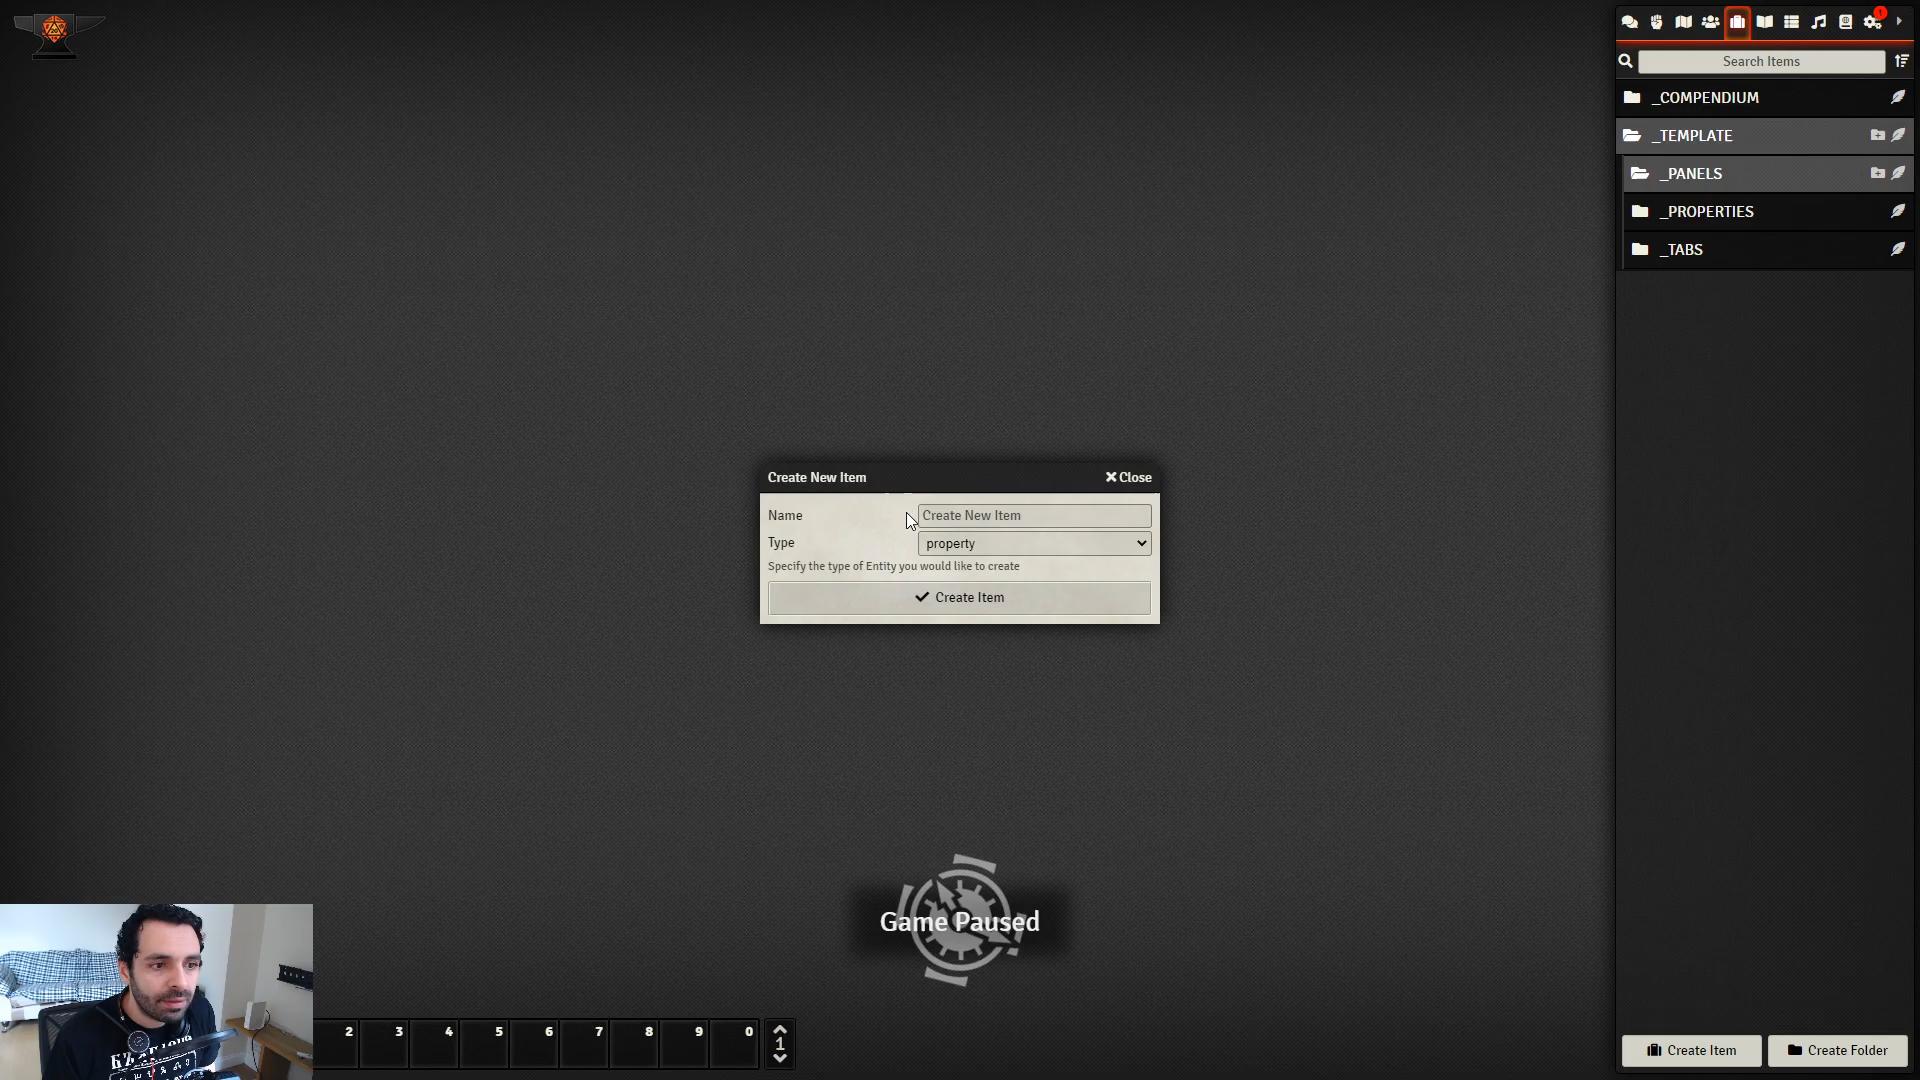 Search Items
_COMPENDIUM
_TEMPLATE
_PANELS
_PROPERTIES
_TABS
Create New Item
Close
Name
Create New Item
Type
property
Specify the type of Entity you would like to create
Create Item
Game Paused
2 3 4 5 6 7 8 9 0
1
Create Item
Create Folder